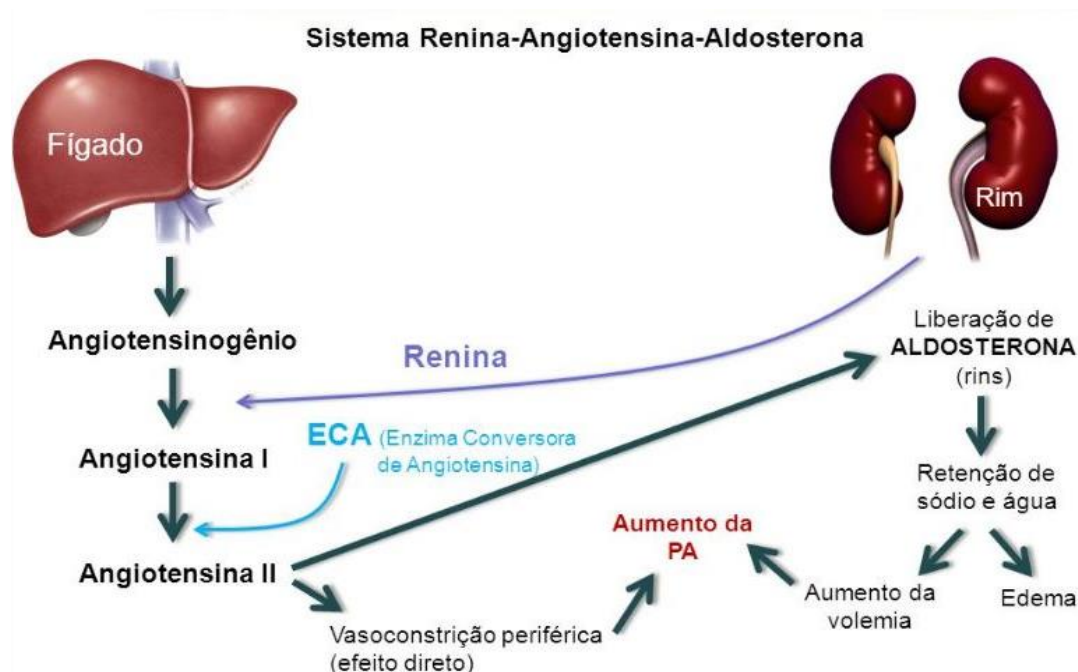 Sistema Renina-Angiotensina-Aldosterona
Fígado
Rim
Angiotensinogênio
Renina
Liberação de
ALDOSTERONA
(rins)
Angiotensina I
ECA (Enzima Conversora
de Angiotensina)
Retenção de
sódio e água
Angiotensina II
Aumento da
PA
Vasoconstrição periférica
(efeito direto)
Aumento da
volemia
Edema